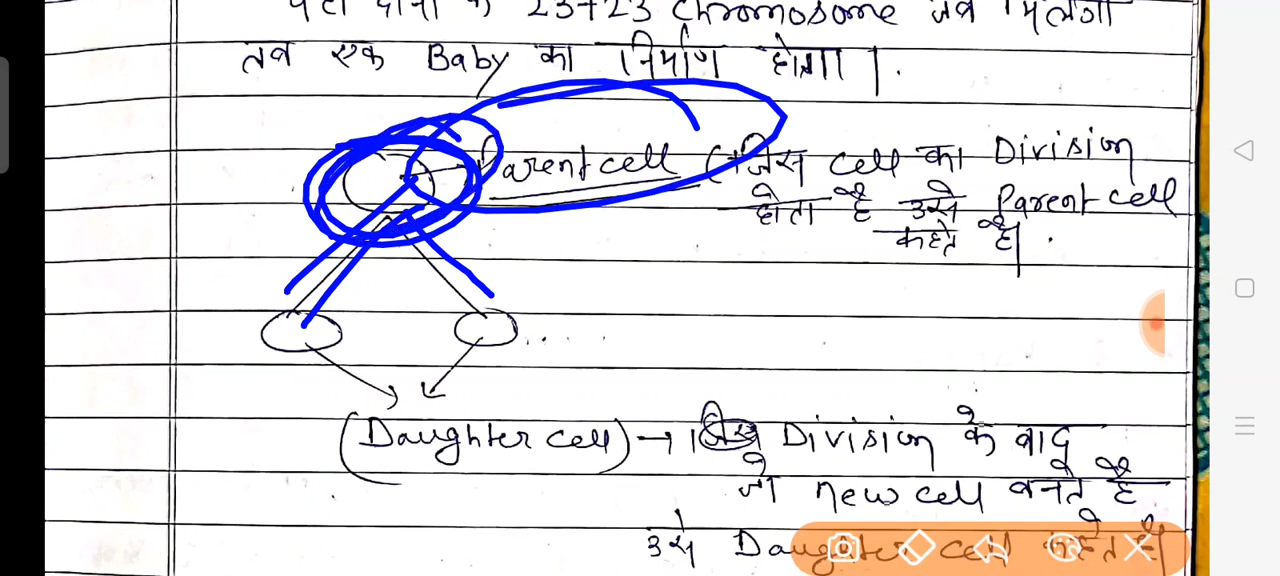 दोनों के 23+23 Chromosome जब मिलेगा
तब एक Baby का निर्माण होगा।
Parent cell (जिस cell का Division
होता है उसे Parent cell
कहते है।
(Daughter cell) → जिस Division के बाद
जो new cell बनते है
उसे Daughter cell कहते है।